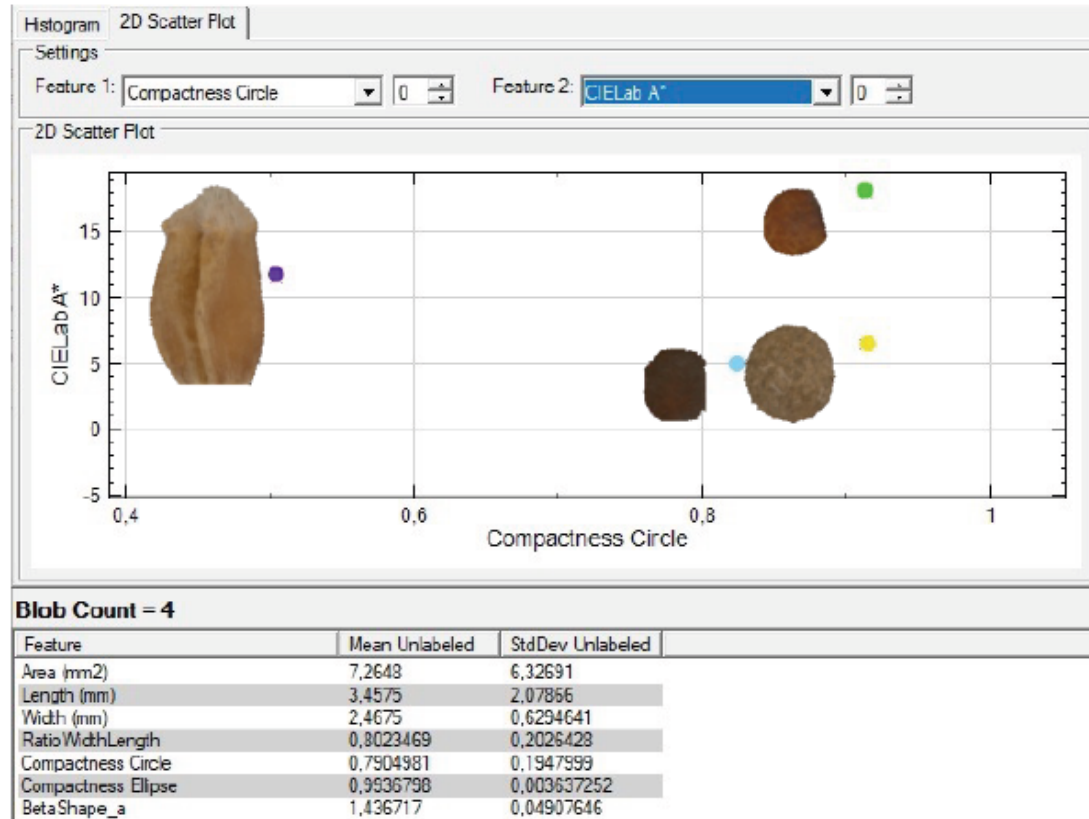 Histogram 2D Scatter Plot
Settings
Feature 1: Compactness Circle 0 Feature 2: CIELab A* 0
2D Scatter Plot
15
10
5
0
-5
CIELab A*
0,4 0,6 0,8 1
Compactness Circle
Blob Count = 4
Feature Mean Unlabeled StdDev Unlabeled
Area (mm2) 7,2648 6,32691
Length (mm) 3,4575 2,07866
Width (mm) 2,4675 0,6294641
RatioWidthLength 0,8023469 0,2026428
Compactness Circle 0,7904981 0,1947999
Compactness Ellipse 0,9936798 0,003637252
BetaShape_a 1,436717 0,04907646